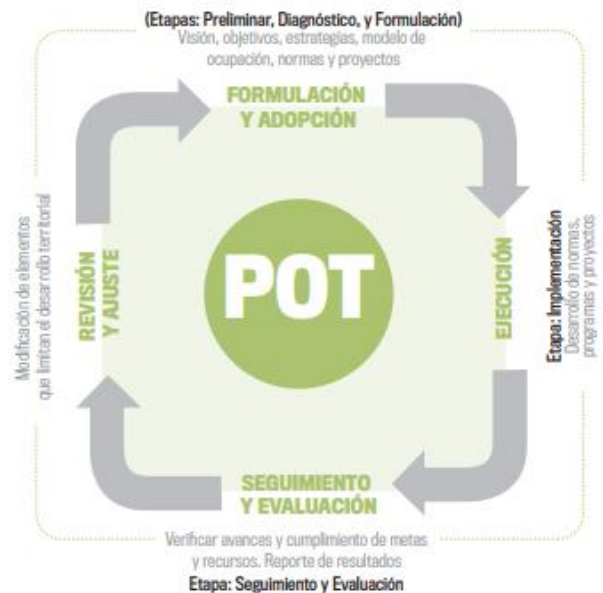 (Etapas: Preliminar, Diagnóstico, y Formulación)
Visión, objetivos, estrategias, modelo de
ocupación, normas y proyectos
FORMULACIÓN
Y ADOPCIÓN
POT
EJECUCIÓN
Etapa: Implementación
Desarrollo de normas,
programas y proyectos
SEGUIMIENTO
Y EVALUACIÓN
Verificar avances y cumplimiento de metas
y recursos. Reporte de resultados
Etapa: Seguimiento y Evaluación
Modificación de elementos
que limitan el desarrollo territorial
REVISIÓN
Y AJUSTE